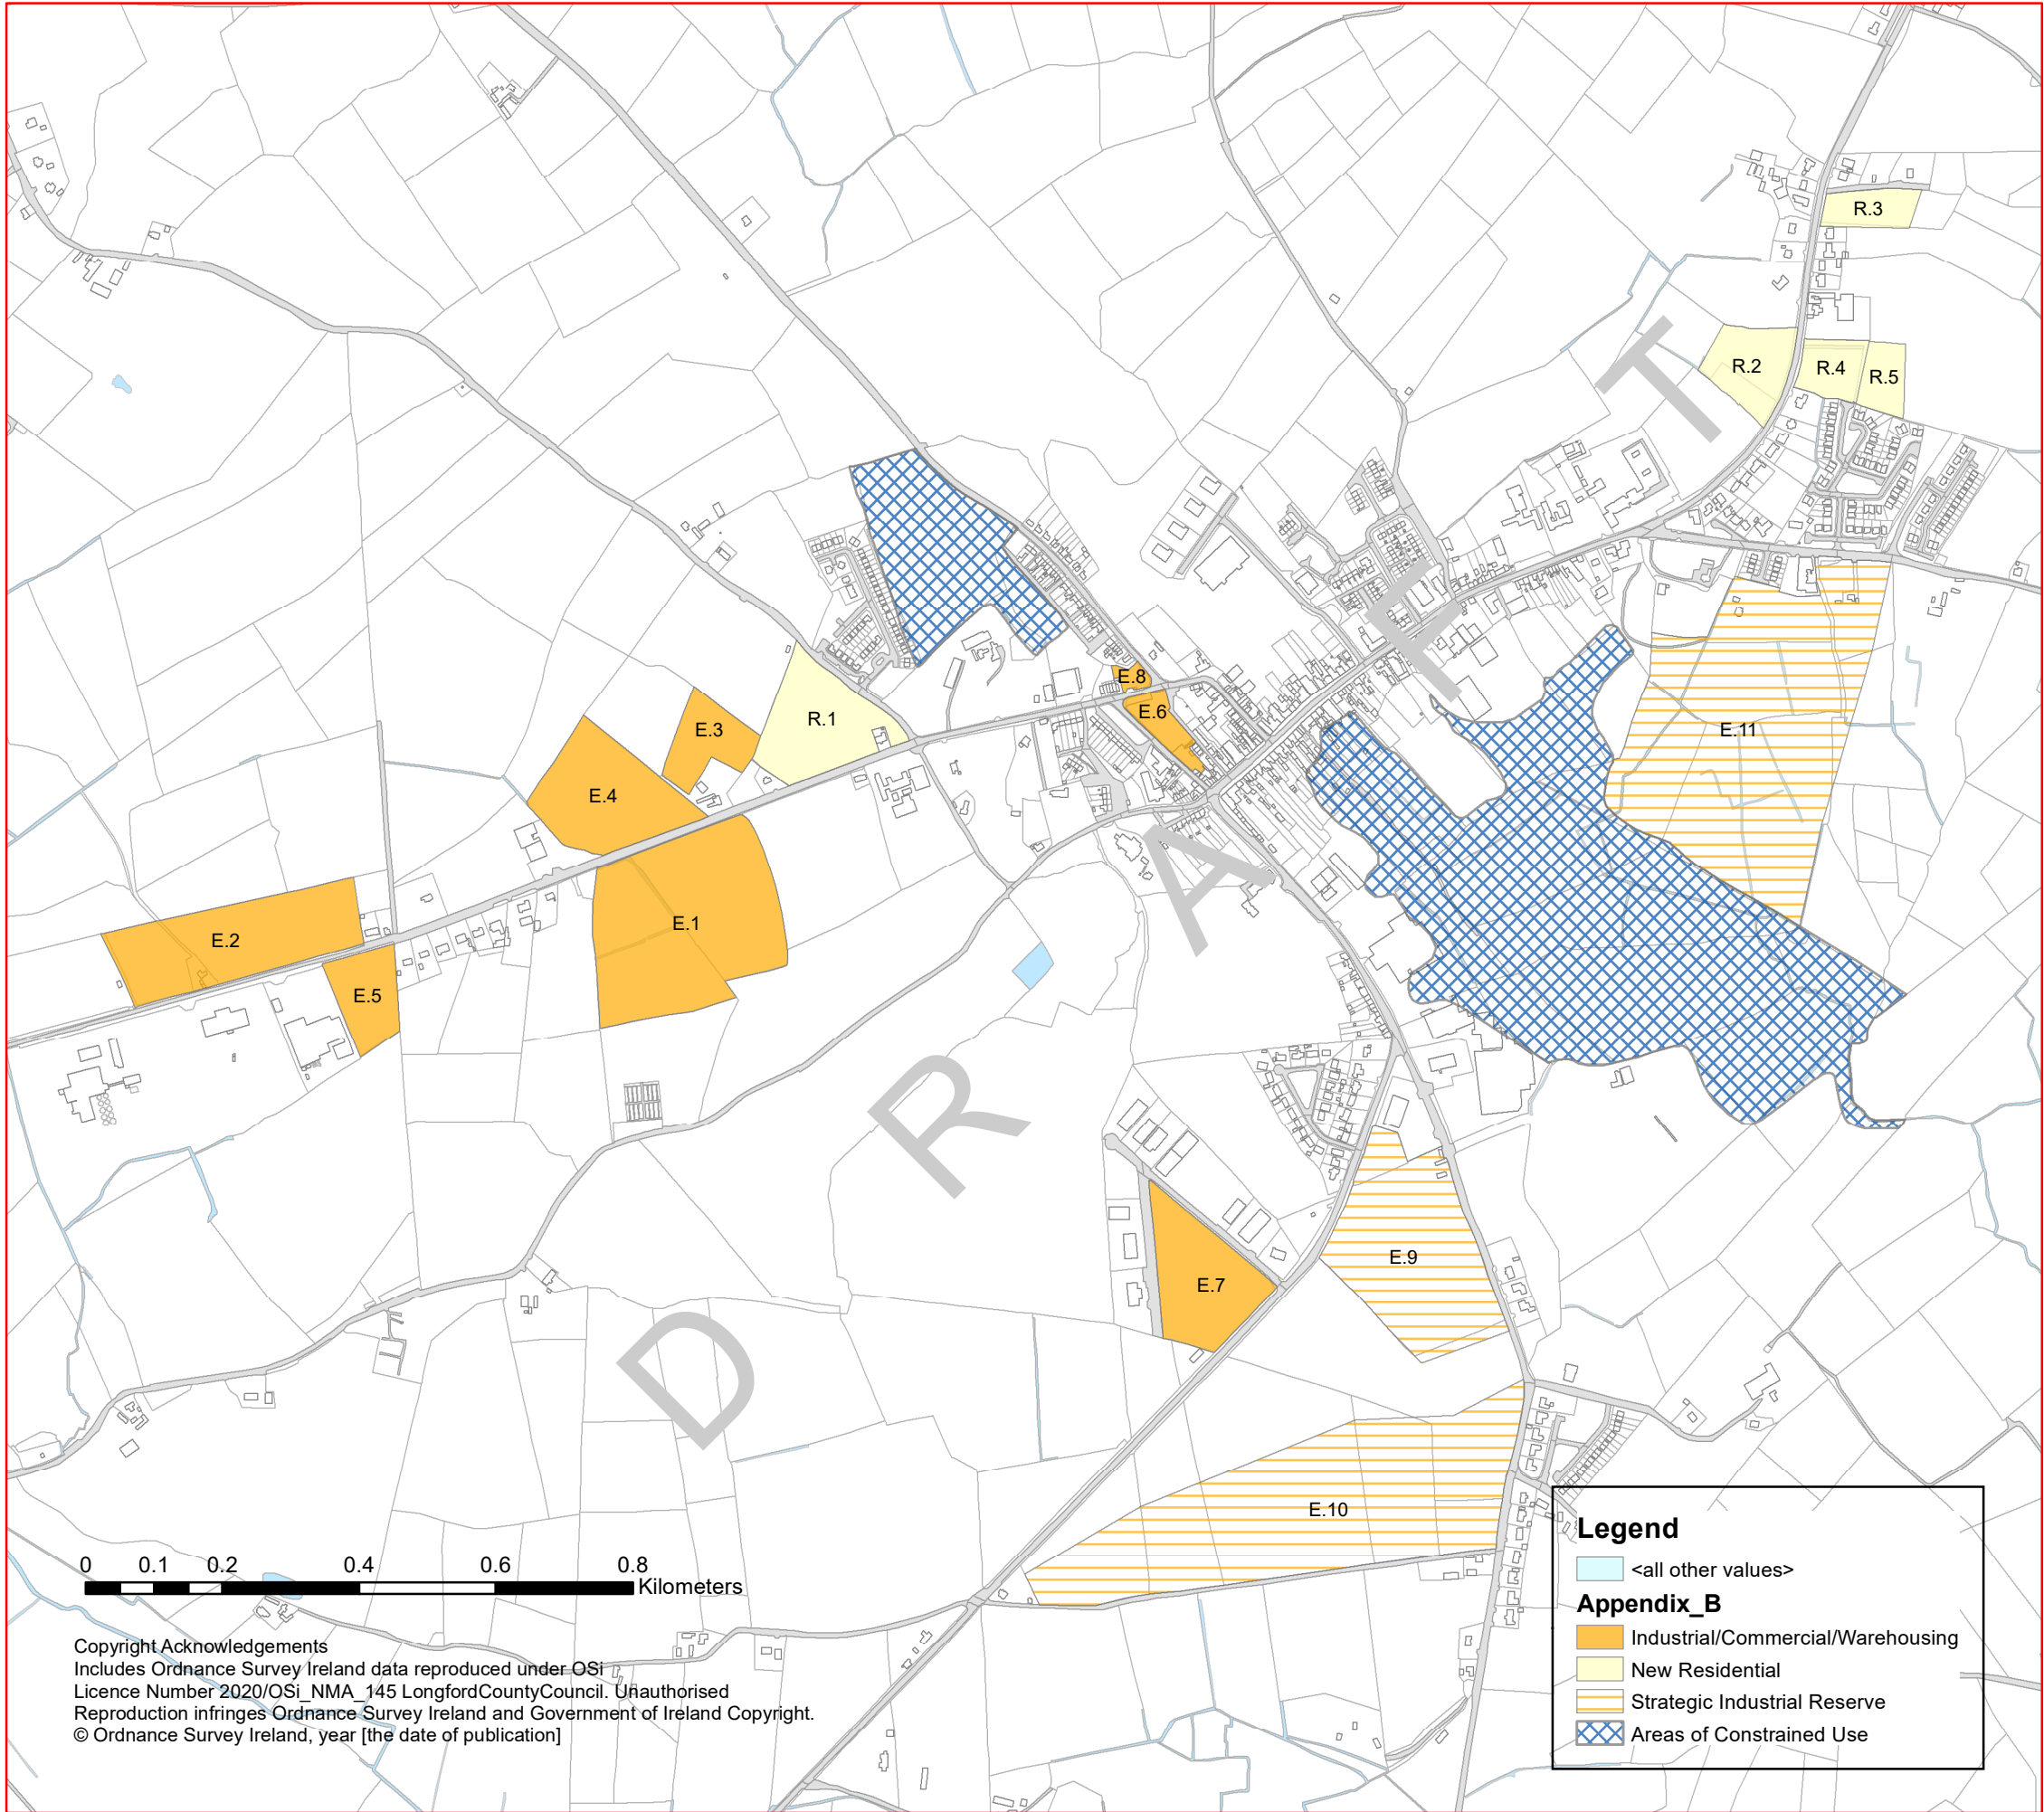 R.3
R.2
R.4
R.5
E.8
E.6
R.1
E.3
E.11
E.4
E.1
E.2
E.5
E.9
E.7
E.10
DRAFT
0 0.1 0.2 0.4 0.6 0.8
Kilometers
Copyright Acknowledgements
Includes Ordnance Survey Ireland data reproduced under OSi
Licence Number 2020/OSi_NMA_145 LongfordCountyCouncil. Unauthorised
Reproduction infringes Ordnance Survey Ireland and Government of Ireland Copyright.
© Ordnance Survey Ireland, year [the date of publication]
Legend
<all other values>
Appendix_B
Industrial/Commercial/Warehousing
New Residential
Strategic Industrial Reserve
Areas of Constrained Use